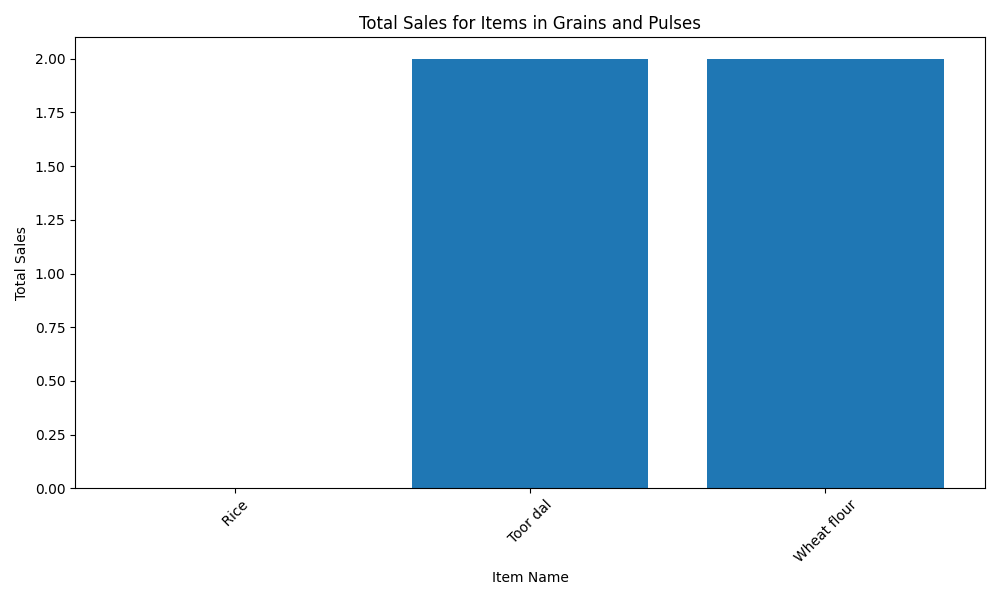 Total Sales for Items in Grains and Pulses
Total Sales
2.00
1.75
1.50
1.25
1.00
0.75
0.50
0.25
0.00
Rice
Toor dal
Wheat flour
Item Name